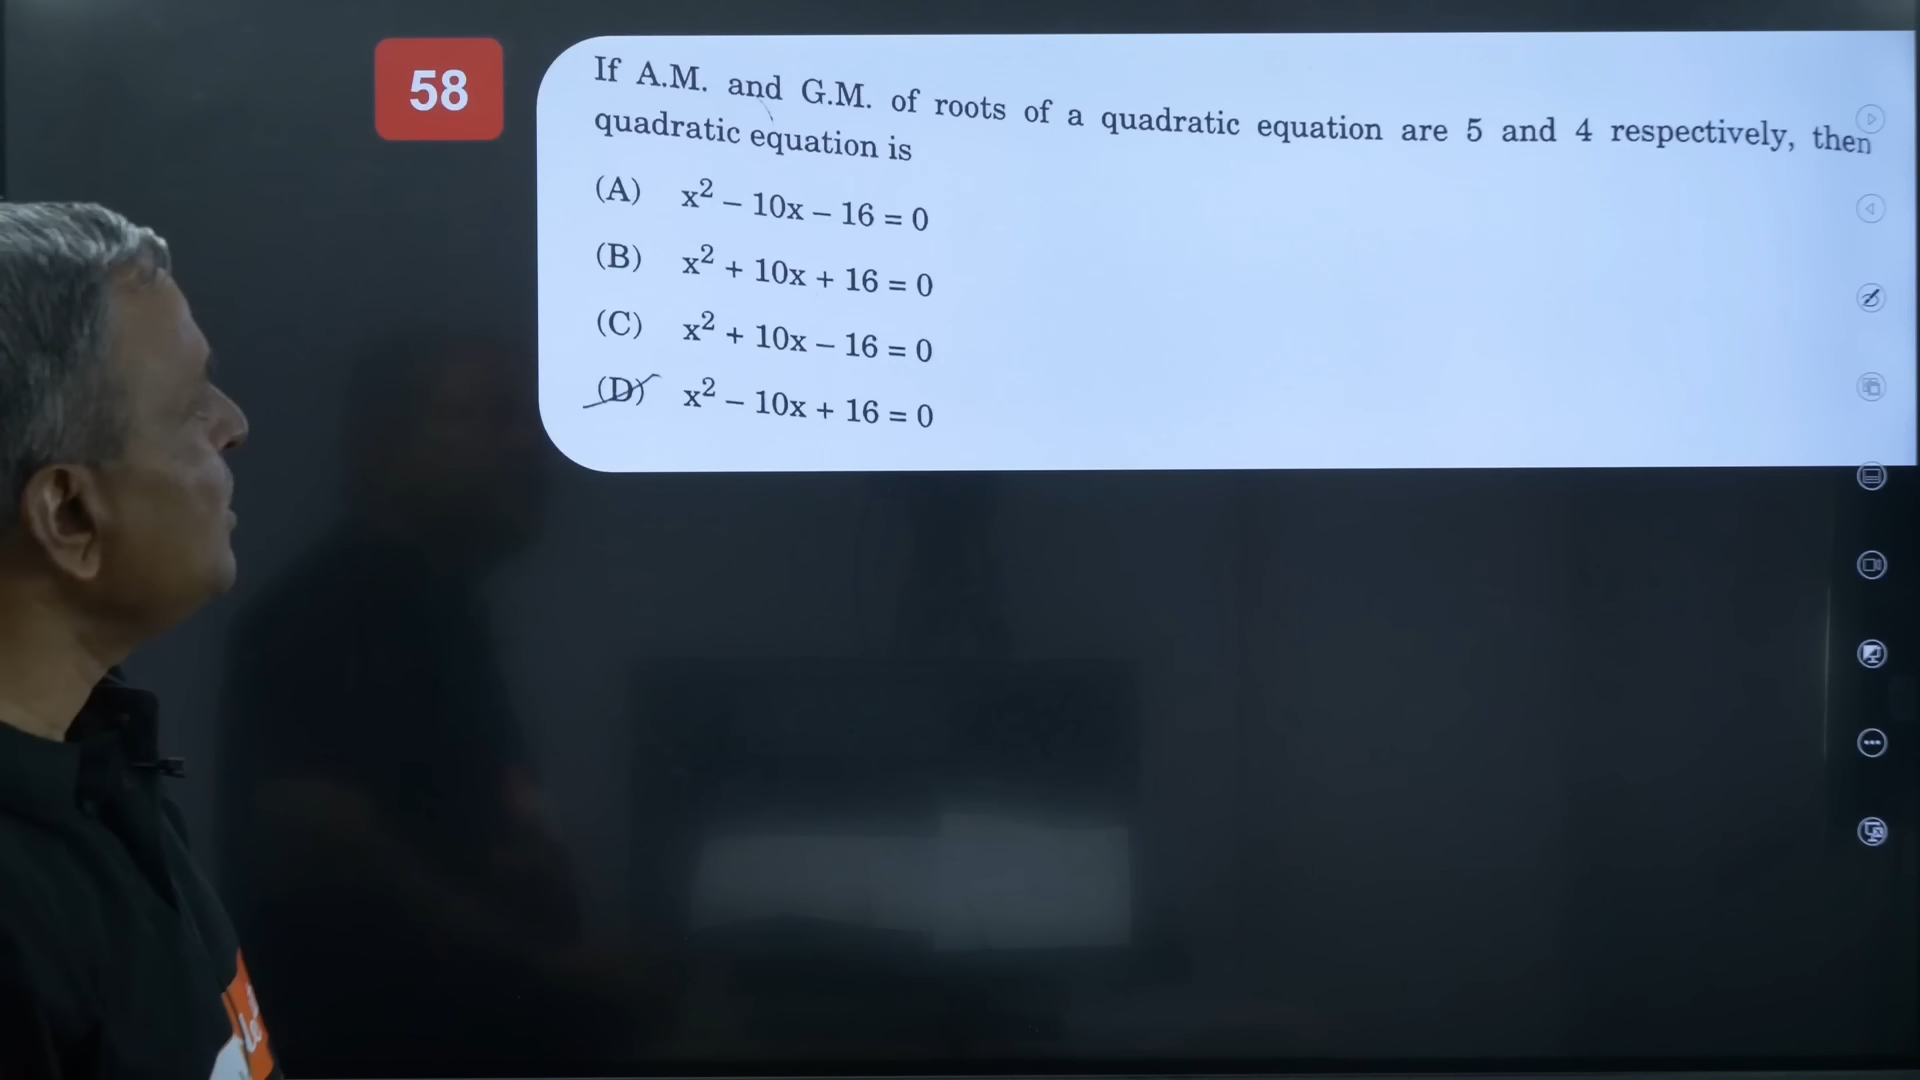 58
If A.M. and G.M. of roots of a quadratic equation are 5 and 4 respectively, then
quadratic equation is
(A) x² – 10x – 16 = 0
(B) x² + 10x + 16 = 0
(C) x² + 10x – 16 = 0
(D) x² – 10x + 16 = 0